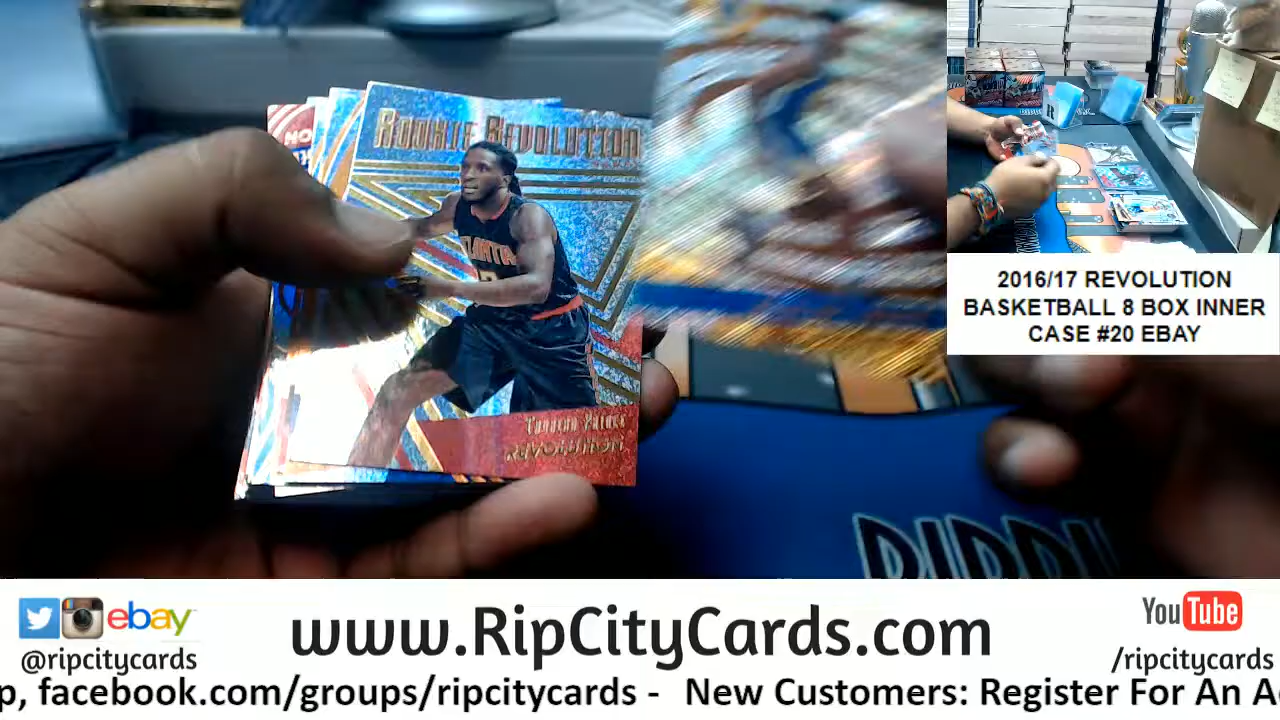 ROOKIE REVOLUTION
ATLANTA
REVOLUTION
2016/17 REVOLUTION
BASKETBALL 8 BOX INNER
CASE #20 EBAY
ebay
@ripcitycards
www.RipCityCards.com
YouTube
/ripcitycards
p, facebook.com/groups/ripcitycards - New Customers: Register For An A